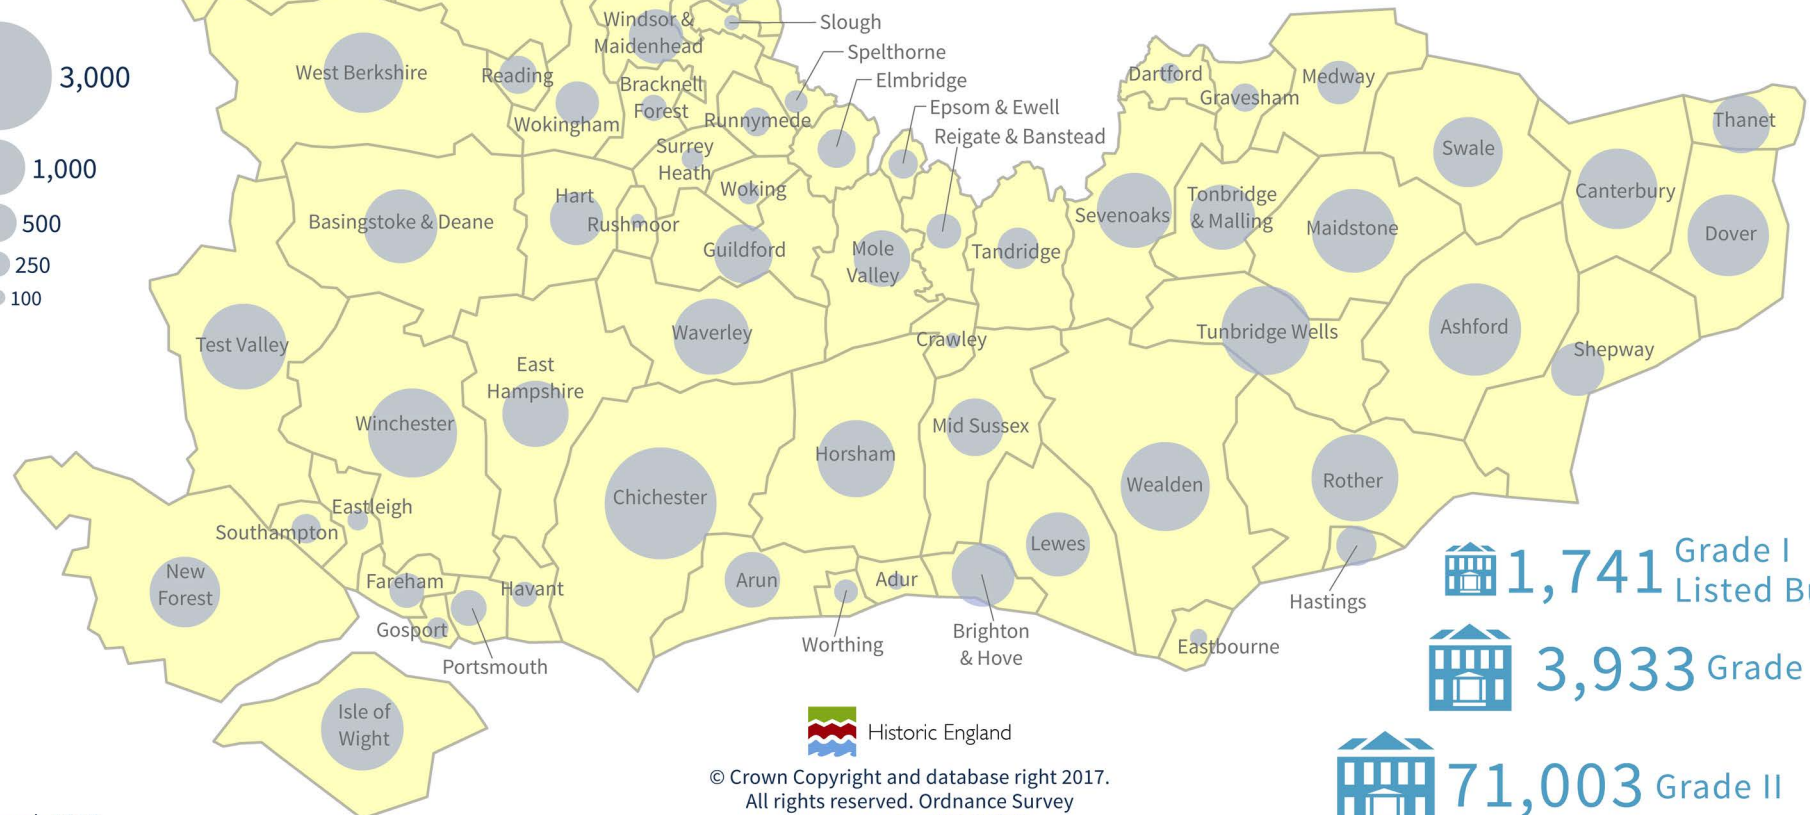 3,000
1,000
500
250
100
Windsor &
Maidenhead
Slough
Spelthorne
Elmbridge
Epsom & Ewell
Reigate & Banstead
West Berkshire
Reading
Wokingham
Bracknell
Forest
Runnymede
Surrey
Heath
Woking
Dartford
Gravesham
Medway
Swale
Thanet
Canterbury
Dover
Basingstoke & Deane
Hart
Rushmoor
Guildford
Mole
Valley
Tandridge
Sevenoaks
Tonbridge
& Malling
Maidstone
Test Valley
East
Hampshire
Waverley
Crawley
Tunbridge Wells
Ashford
Shepway
Winchester
Chichester
Horsham
Mid Sussex
Wealden
Rother
Eastleigh
Southampton
New
Forest
Fareham
Gosport
Portsmouth
Havant
Arun
Worthing
Adur
Lewes
Brighton
& Hove
Hastings
Eastbourne
Isle of
Wight
1,741 Grade I
Listed
3,933 Grade
71,003 Grade II
Historic England
© Crown Copyright and database right 2017.
All rights reserved. Ordnance Survey